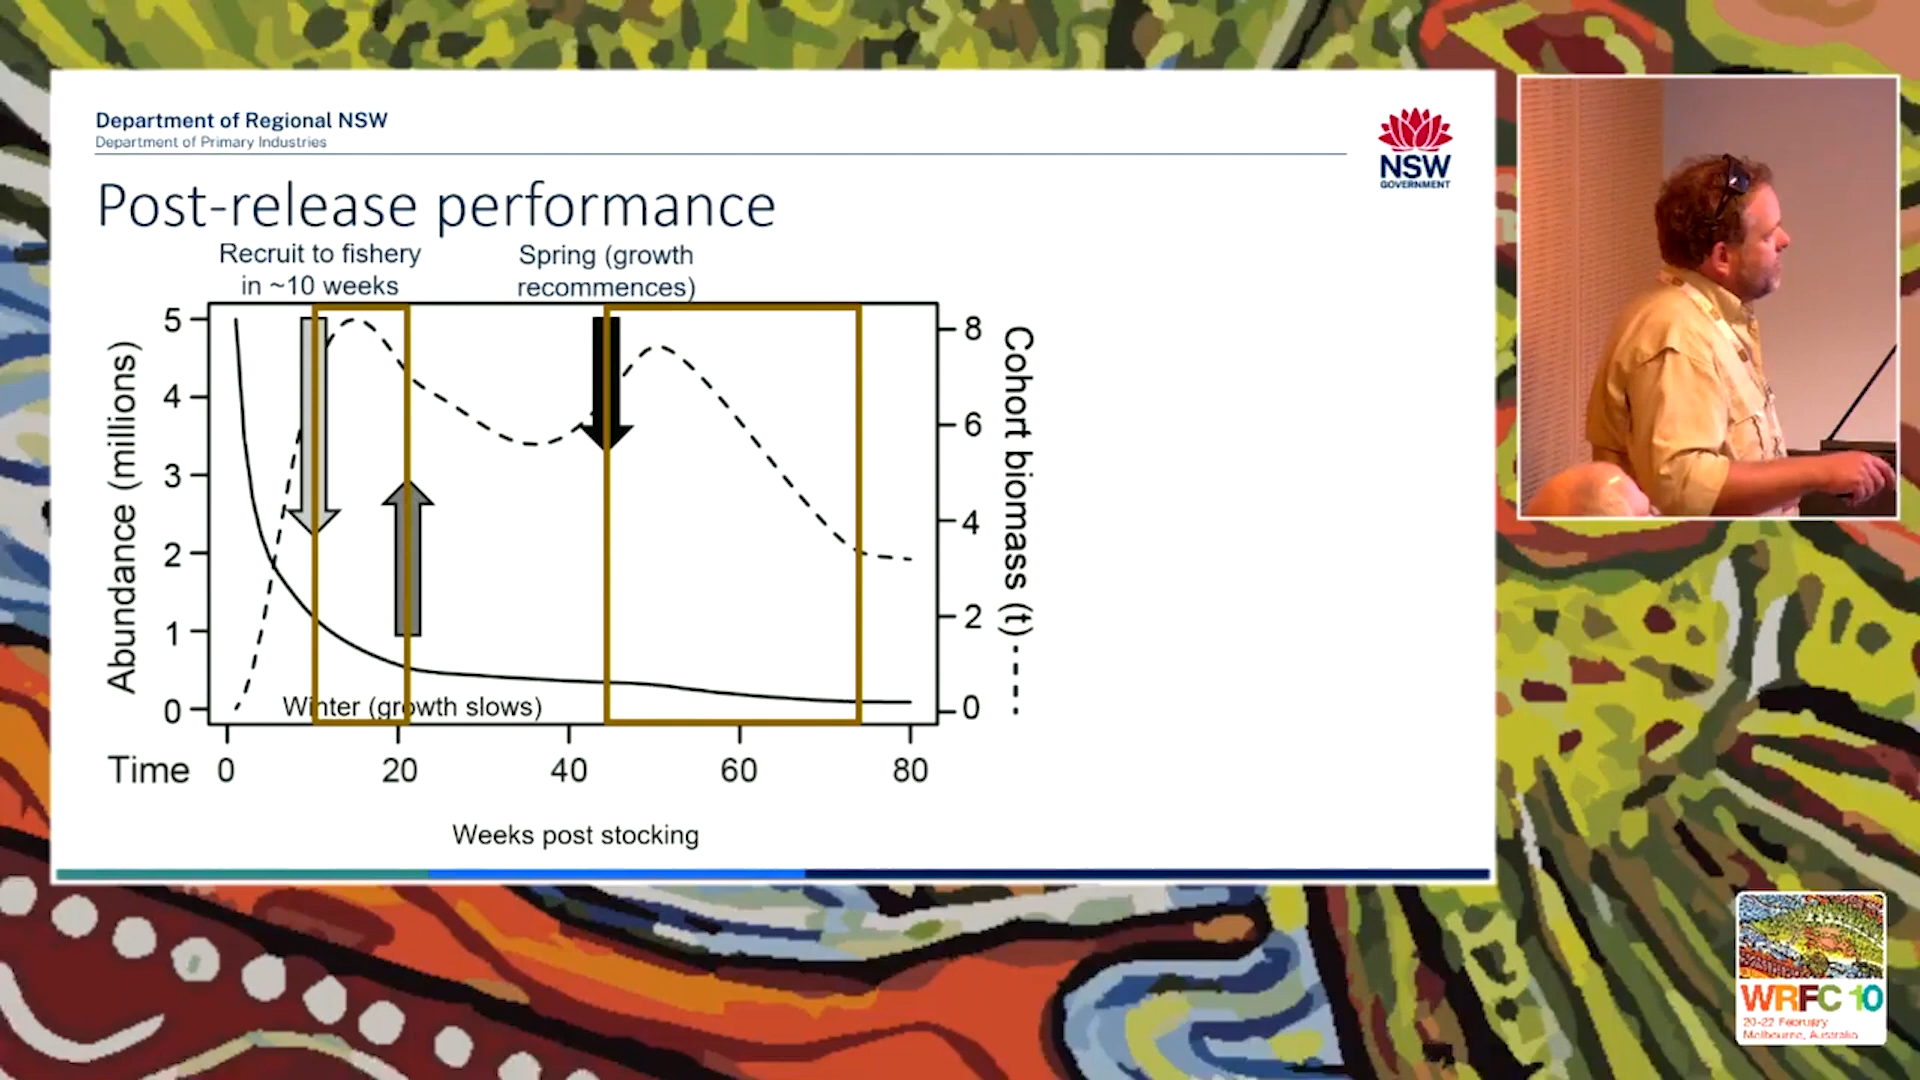 Department of Regional NSW
Department of Primary Industries
NSW
GOVERNMENT
Post-release performance
Recruit to fishery
in ~10 weeks
Spring (growth
recommences)
Abundance (millions)
5
4
3
2
1
0
Winter (growth slows)
8
6
4
2
0
Cohort biomass (t)
Time 0 20 40 60 80
Weeks post stocking
WRFC 10
20-22 February
Melbourne, Australia